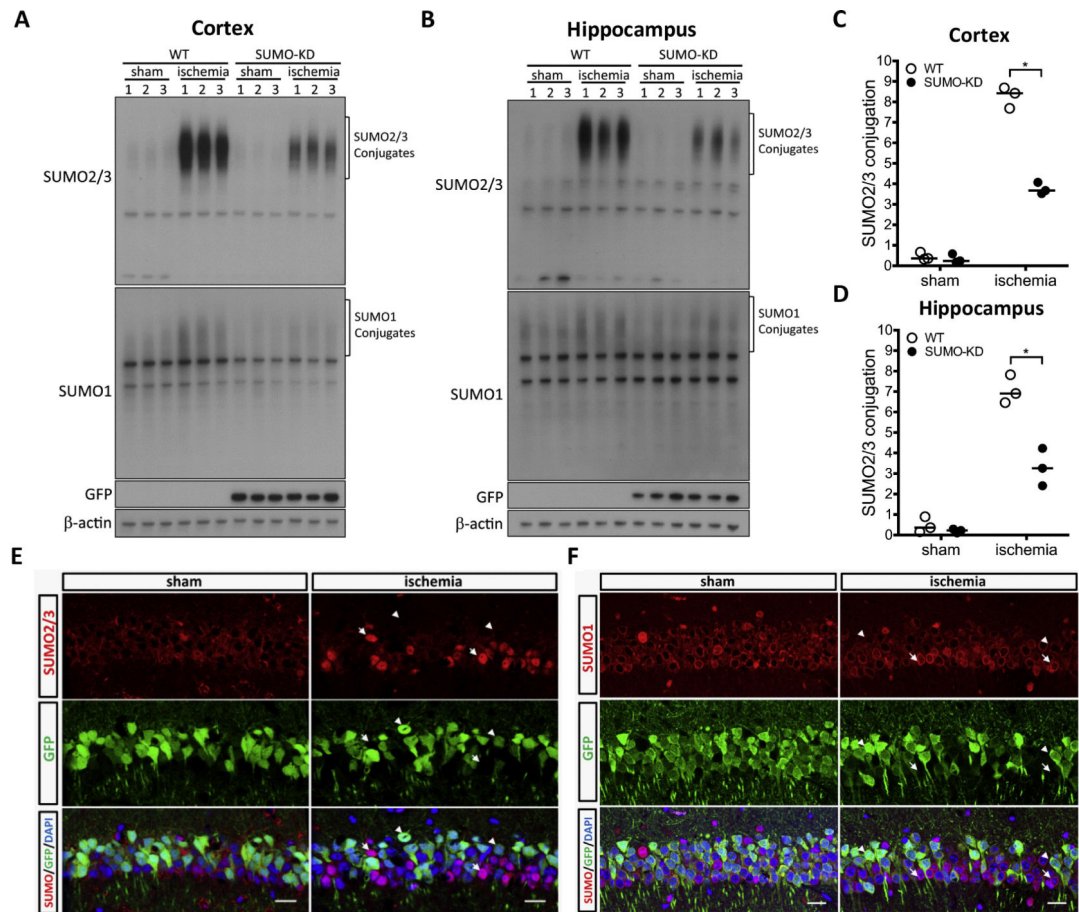 A
Cortex
WT SUMO-KD
sham ischemia sham ischemia
1 2 3 1 2 3 1 2 3 1 2 3
SUMO2/3
SUMO2/3
Conjugates
SUMO1
Conjugates
SUMO1
GFP
β-actin
B
Hippocampus
WT SUMO-KD
sham ischemia sham ischemia
1 2 3 1 2 3 1 2 3 1 2 3
SUMO2/3
Conjugates
SUMO2/3
SUMO1
Conjugates
SUMO1
GFP
β-actin
C
Cortex
10
9
8
7
6
5
4
3
2
1
0
SUMO2/3 conjugation
WT
SUMO-KD
*
sham ischemia
D
Hippocampus
10
9
8
7
6
5
4
3
2
1
0
SUMO2/3 conjugation
WT
SUMO-KD
*
sham ischemia
E
sham ischemia
SUMO2/3
GFP
SUMO/GFP/DAPI
F
sham ischemia
SUMO1
GFP
SUMO/GFP/DAPI